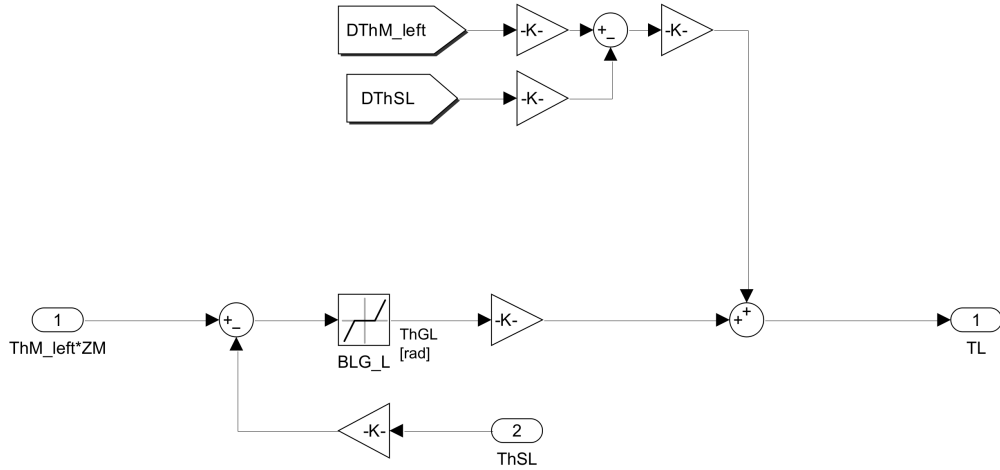 DThM_left
-K-
+
_
-K-
DThSL
-K-
1
ThM_left*ZM
+
_
BLG_L
ThGL
[rad]
-K-
+
+
1
TL
-K-
2
ThSL